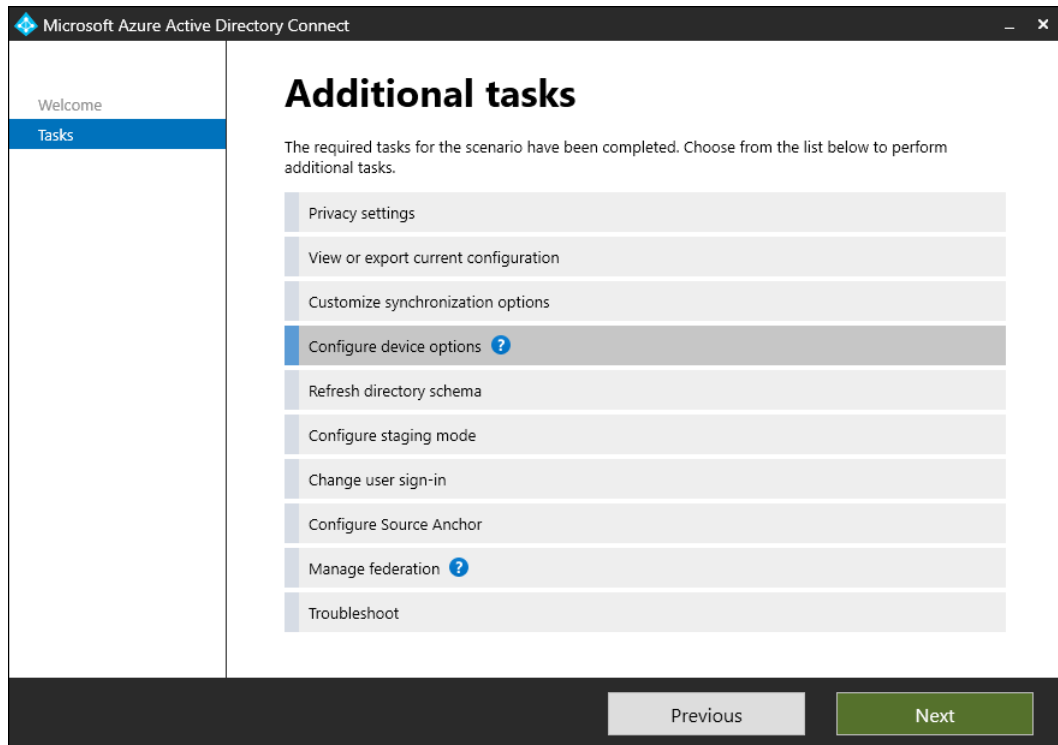 Microsoft Azure Active Directory Connect
Welcome
Tasks
Additional tasks
The required tasks for the scenario have been completed. Choose from the list below to perform
additional tasks.
Privacy settings
View or export current configuration
Customize synchronization options
Configure device options ?
Refresh directory schema
Configure staging mode
Change user sign-in
Configure Source Anchor
Manage federation ?
Troubleshoot
Previous
Next